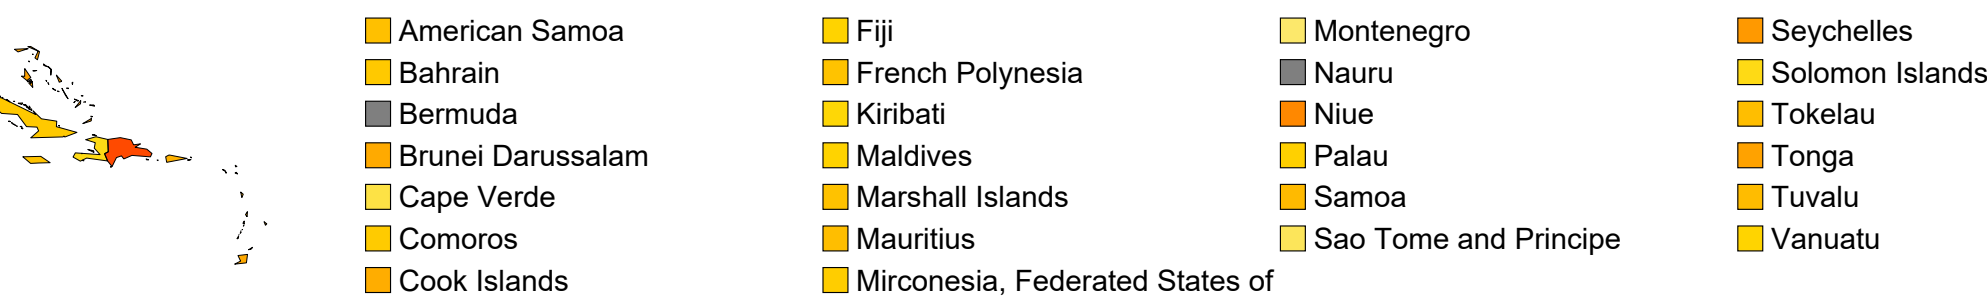 American Samoa
Bahrain
Bermuda
Brunei Darussalam
Cape Verde
Comoros
Cook Islands
Fiji
French Polynesia
Kiribati
Maldives
Marshall Islands
Mauritius
Mirconesia, Federated States of
Montenegro
Nauru
Niue
Palau
Samoa
Sao Tome and Principe
Seychelles
Solomon Islands
Tokelau
Tonga
Tuvalu
Vanuatu